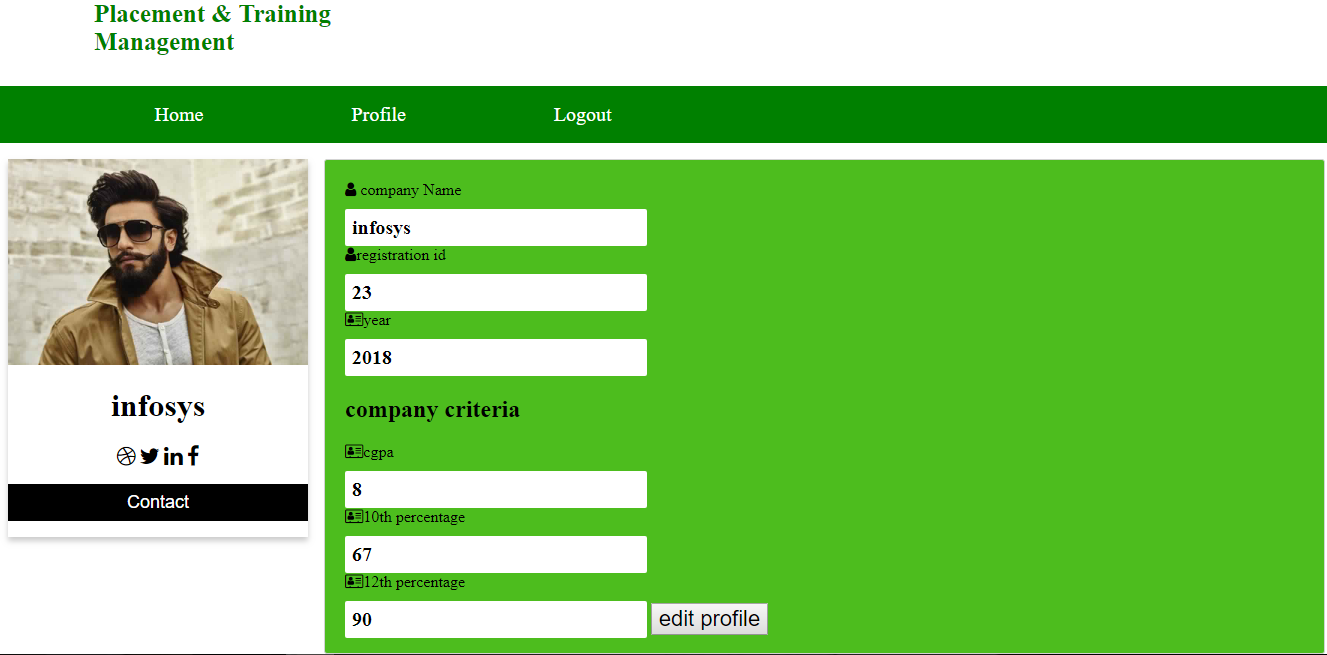 Placement & Training
Management
Home Profile Logout
infosys
Contact
company Name
infosys
registration id
23
year
2018
company criteria
cgpa
8
10th percentage
67
12th percentage
90 edit profile